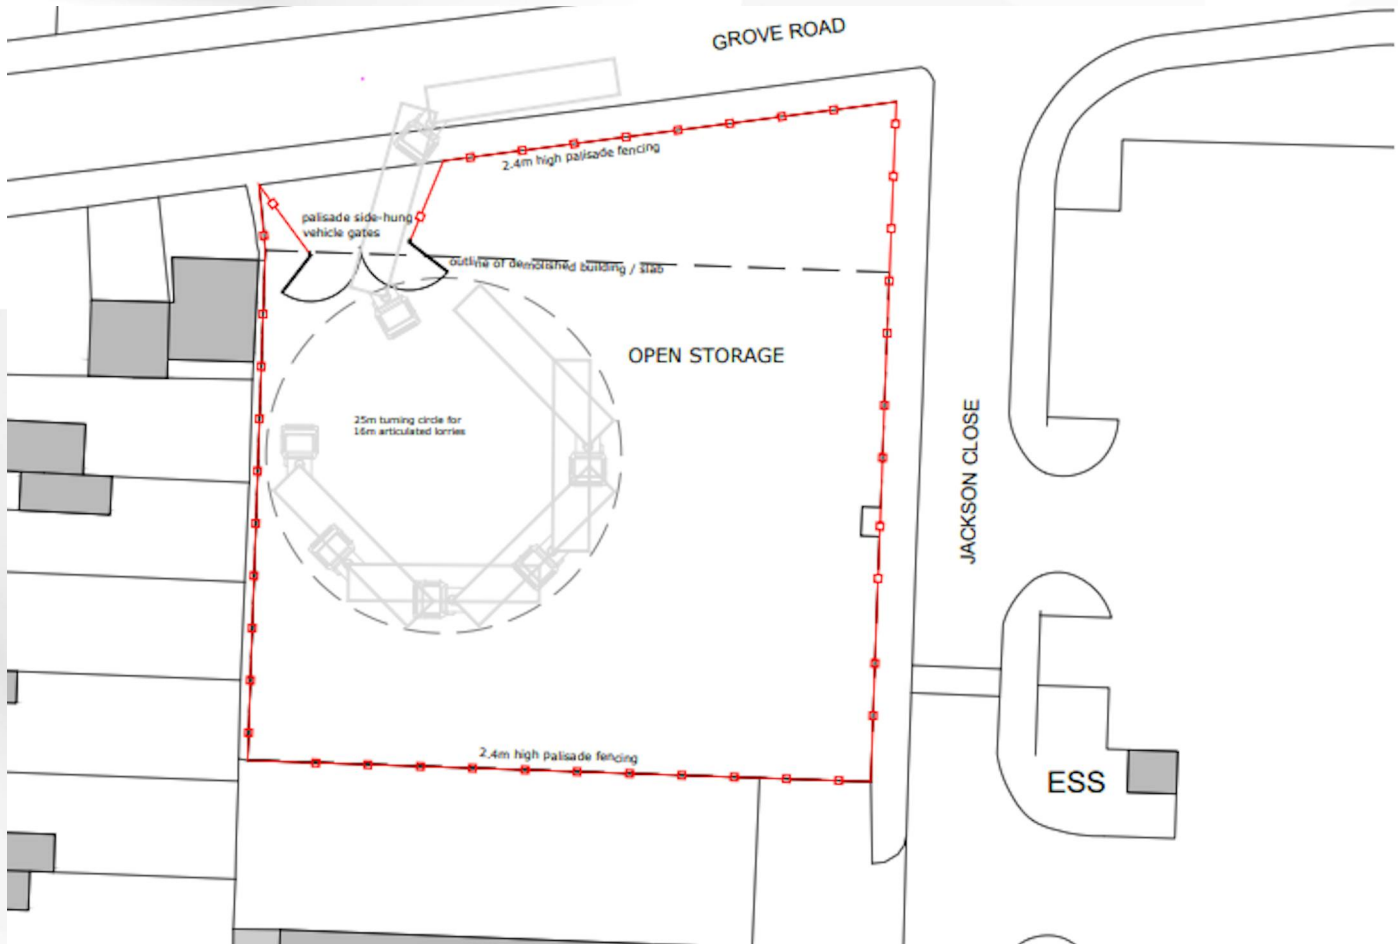 GROVE ROAD
2.4m high palisade fencing
palisade side-hung
vehicle gates
outline of demolished building / slab
OPEN STORAGE
25m turning circle for
16m articulated lorries
JACKSON CLOSE
2.4m high palisade fencing
ESS